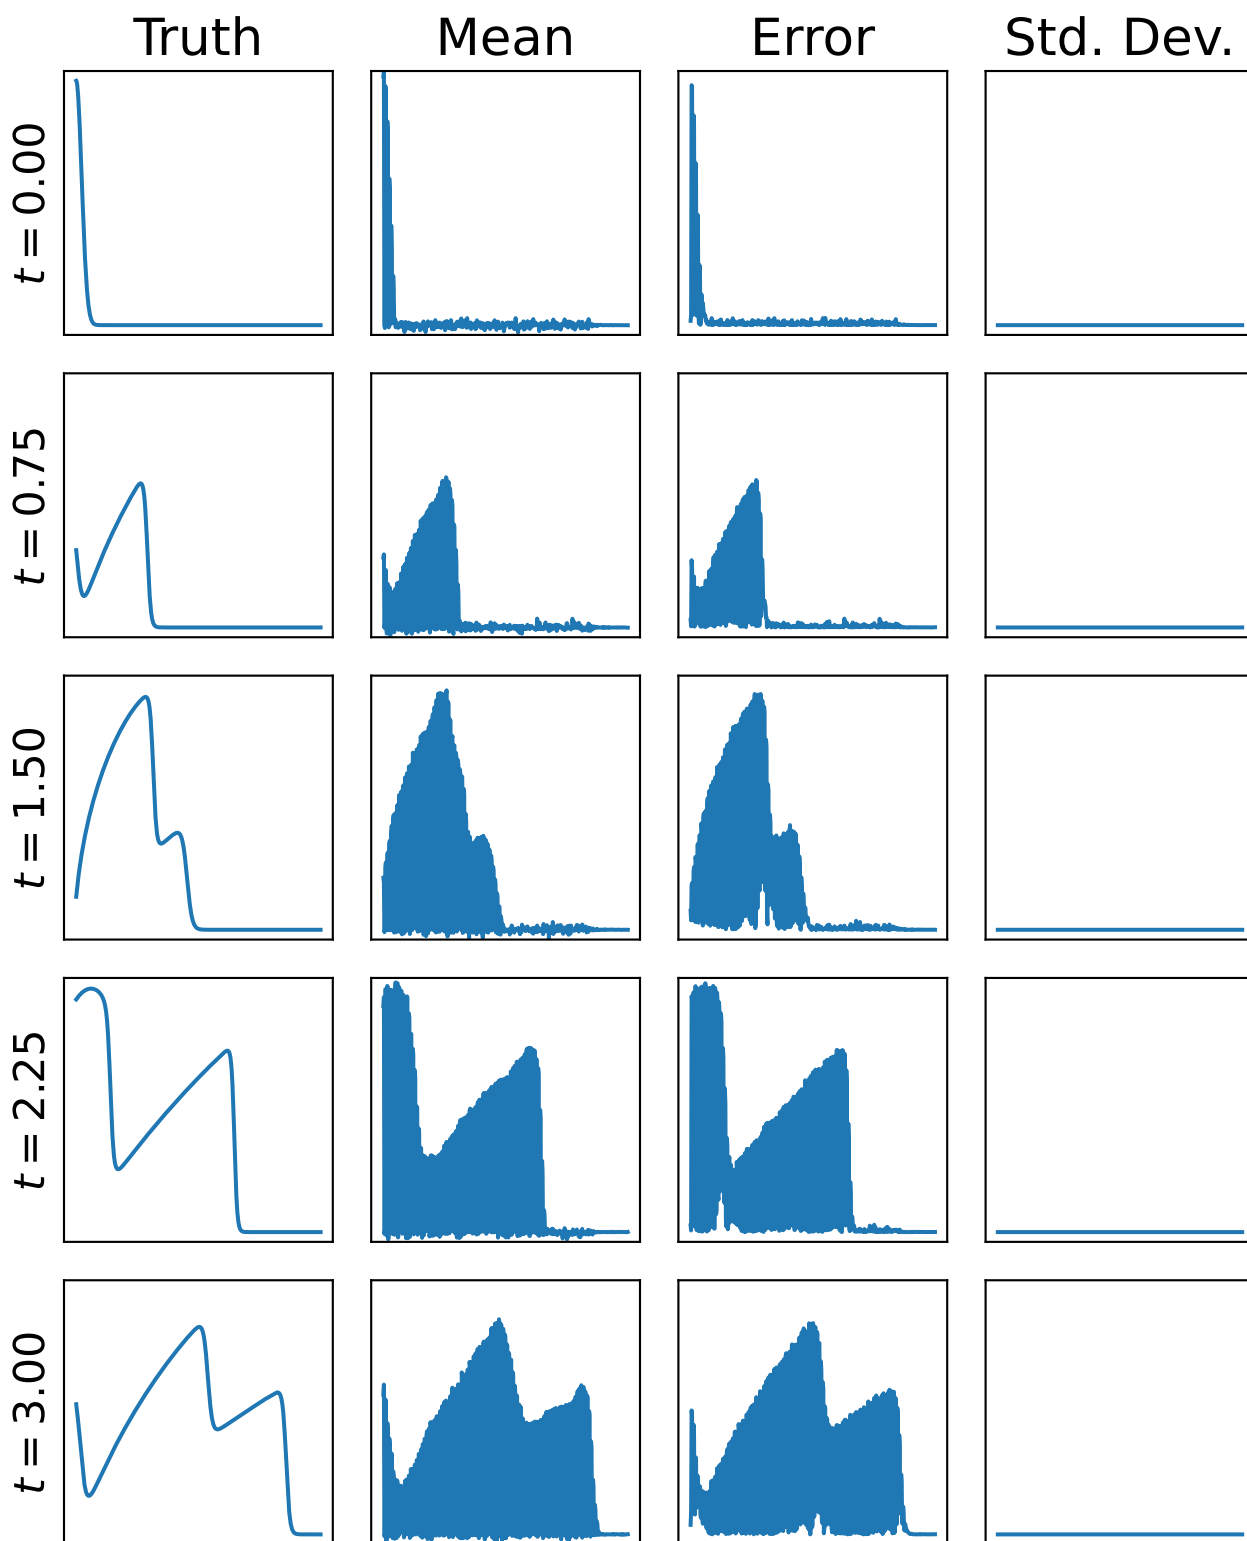 Truth Mean Error Std. Dev.
t = 0.00
t = 0.75
t = 1.50
t = 2.25
t = 3.00